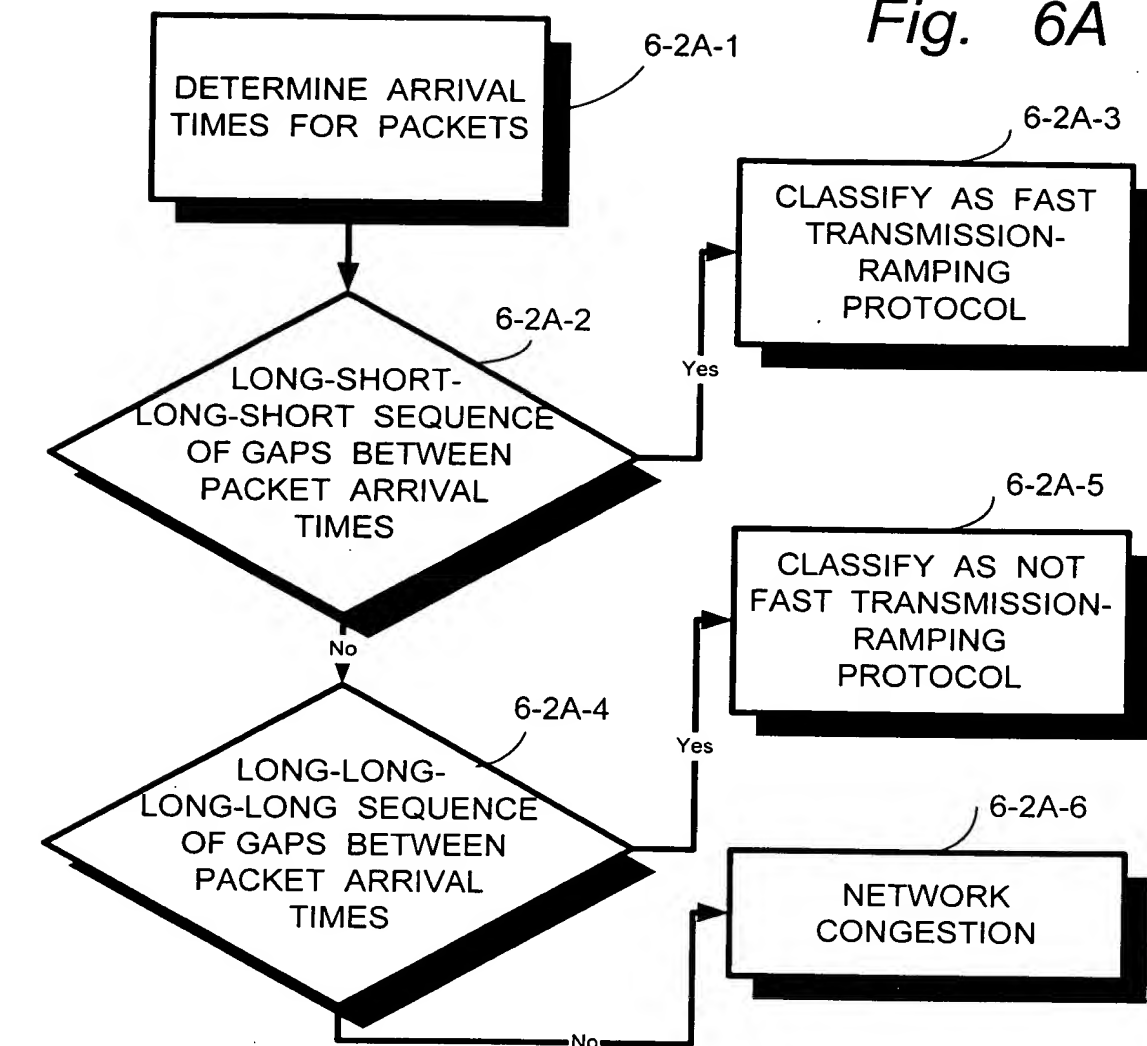 Fig. 6A
6-2A-1
DETERMINE ARRIVAL
TIMES FOR PACKETS
6-2A-3
CLASSIFY AS FAST
TRANSMISSION-
RAMPING
PROTOCOL
6-2A-2
LONG-SHORT-
LONG-SHORT SEQUENCE
OF GAPS BETWEEN
PACKET ARRIVAL
TIMES
Yes
No
6-2A-5
CLASSIFY AS NOT
FAST TRANSMISSION-
RAMPING
PROTOCOL
6-2A-4
LONG-LONG-
LONG-LONG SEQUENCE
OF GAPS BETWEEN
PACKET ARRIVAL
TIMES
Yes
6-2A-6
NETWORK
CONGESTION
No